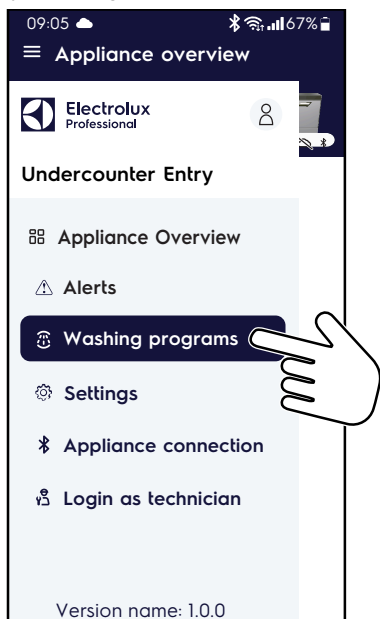 09:05 67%
Appliance overview
Electrolux
Professional
Undercounter Entry
Appliance Overview
Alerts
Washing programs
Settings
Appliance connection
Login as technician
Version name: 1.0.0